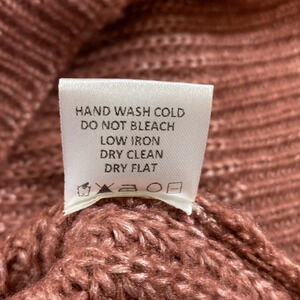 HAND WASH COLD
DO NOT BLEACH
LOW IRON
DRY CLEAN
DRY FLAT